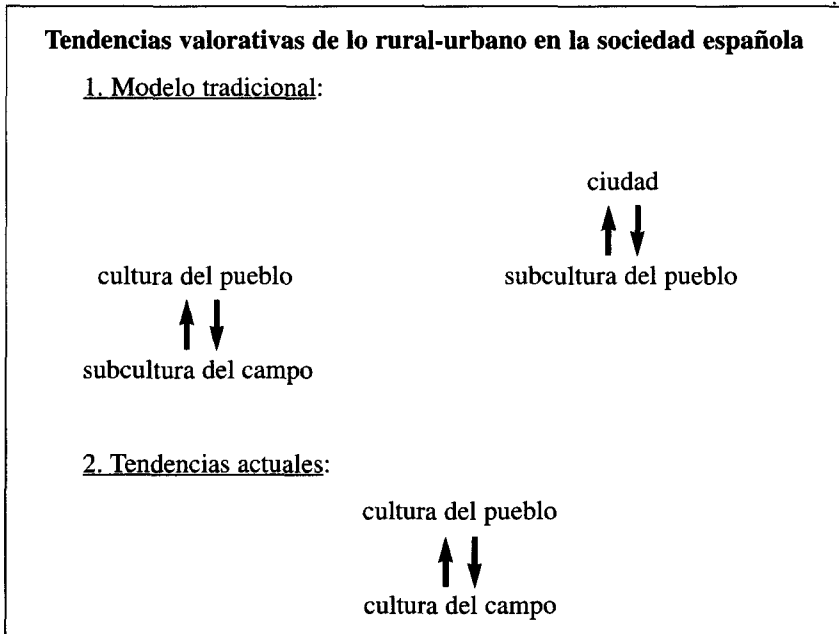 Tendencias valorativas de lo rural-urbano en la sociedad española
1. Modelo tradicional:
ciudad
cultura del pueblo
subcultura del pueblo
subcultura del campo
2. Tendencias actuales:
cultura del pueblo
cultura del campo